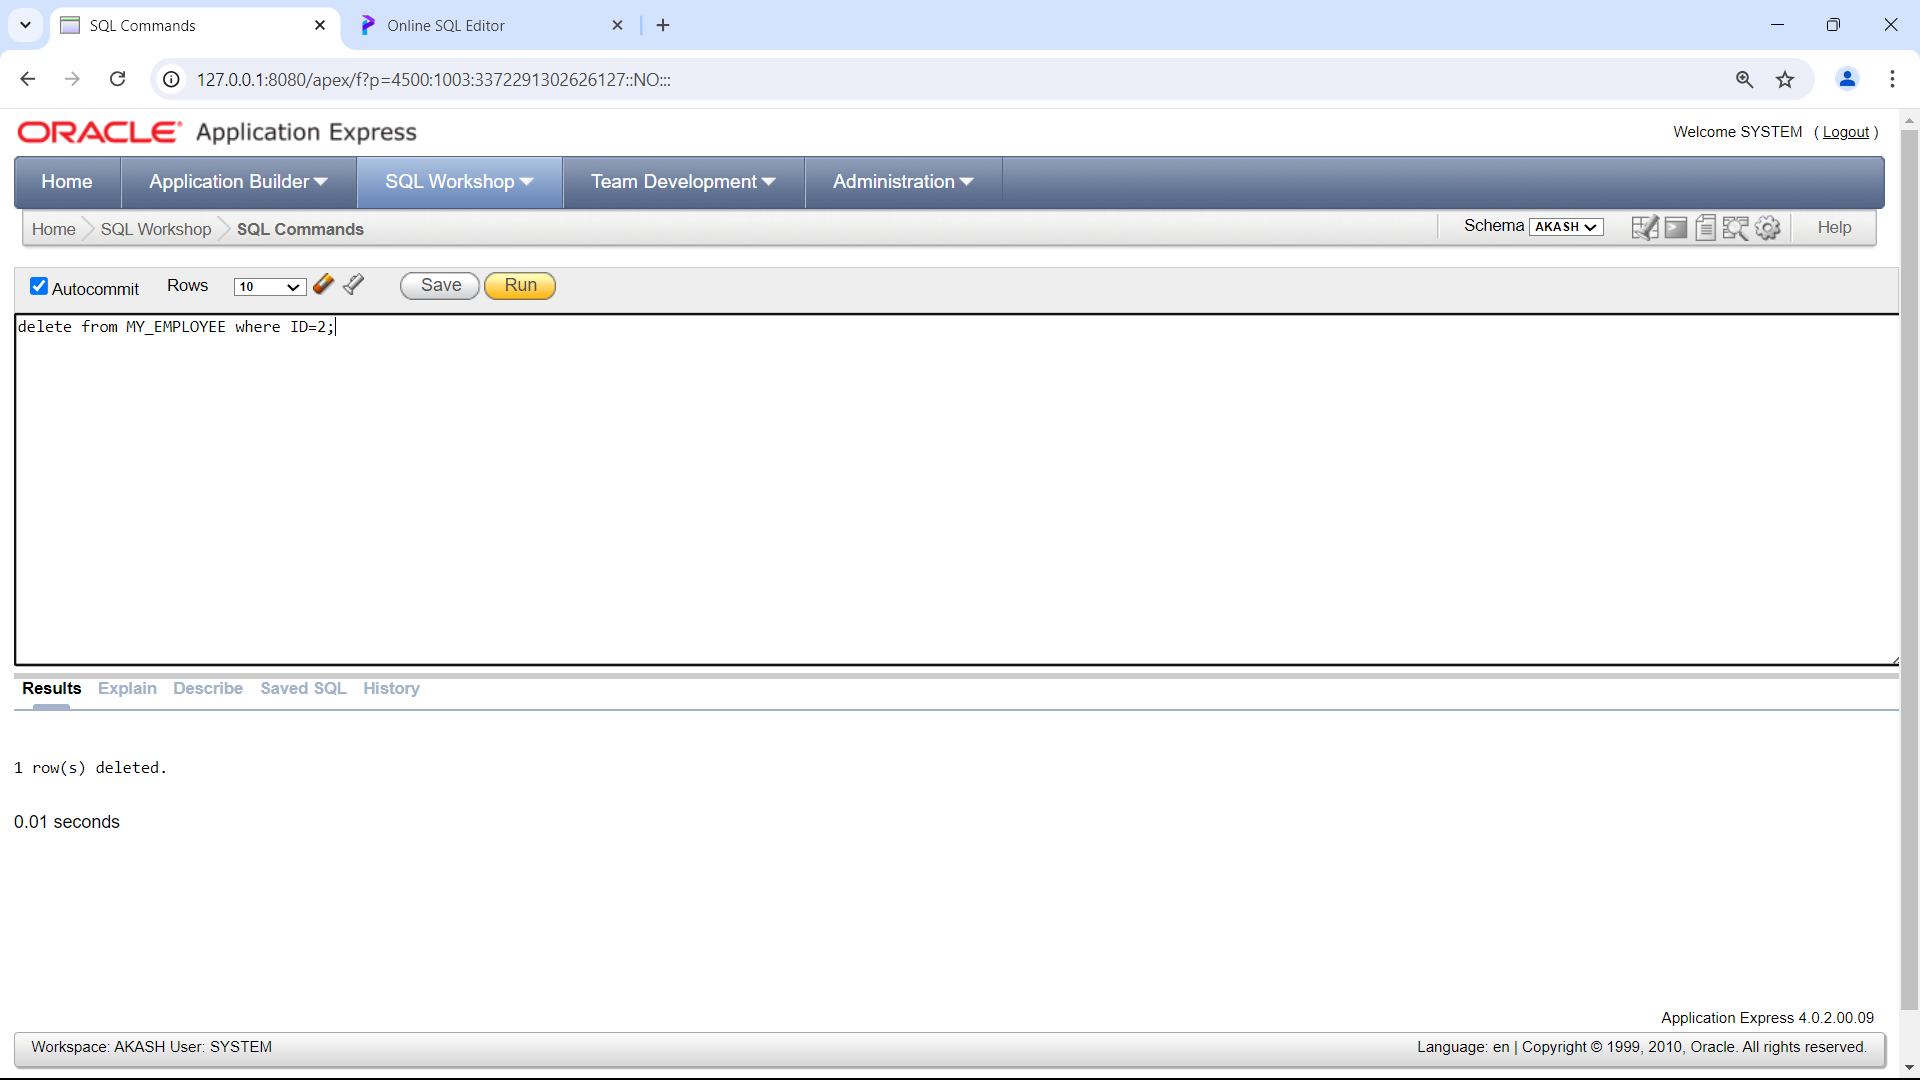 SQL Commands
Online SQL Editor
127.0.0.1:8080/apex/f?p=4500:1003:3372291302626127::NO:::
ORACLE Application Express
Welcome SYSTEM ( Logout )
Home Application Builder SQL Workshop Team Development Administration
Home SQL Workshop SQL Commands Schema AKASH Help
Autocommit Rows 10 Save Run
delete from MY_EMPLOYEE where ID=2;
Results Explain Describe Saved SQL History
1 row(s) deleted.
0.01 seconds
Application Express 4.0.2.00.09
Workspace: AKASH User: SYSTEM
Language: en | Copyright © 1999, 2010, Oracle. All rights reserved.